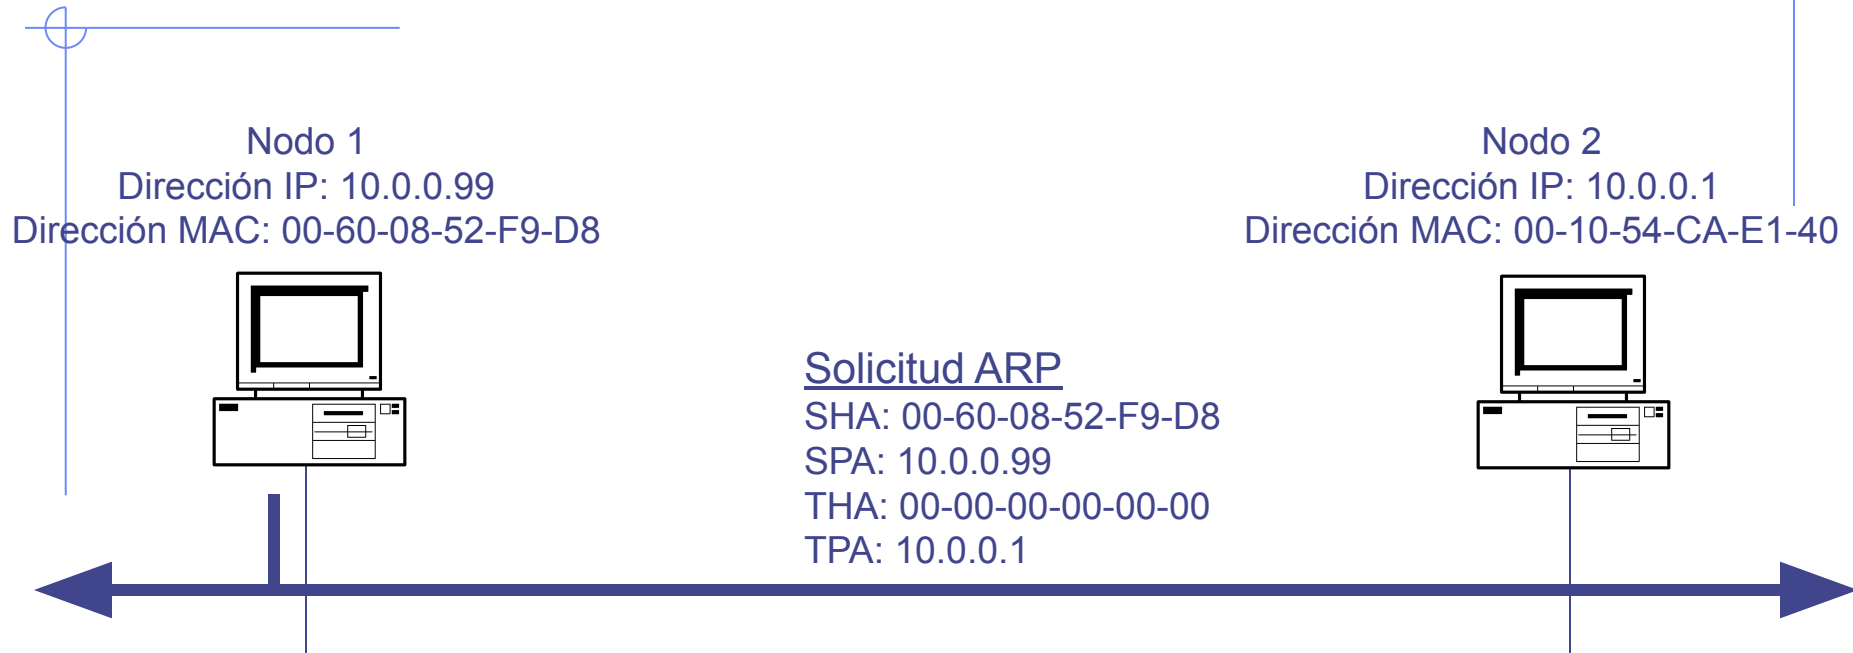 Nodo 1
Dirección IP: 10.0.0.99
Dirección MAC: 00-60-08-52-F9-D8
Nodo 2
Dirección IP: 10.0.0.1
Dirección MAC: 00-10-54-CA-E1-40
Solicitud ARP
SHA: 00-60-08-52-F9-D8
SPA: 10.0.0.99
THA: 00-00-00-00-00-00
TPA: 10.0.0.1